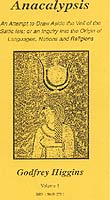 Anacalypsis
An Attempt to Draw Aside the Veil of the
Saitic Isis; or an Inquiry into the Origin of
Languages, Nations and Religions
Godfrey Higgins
Volume 1